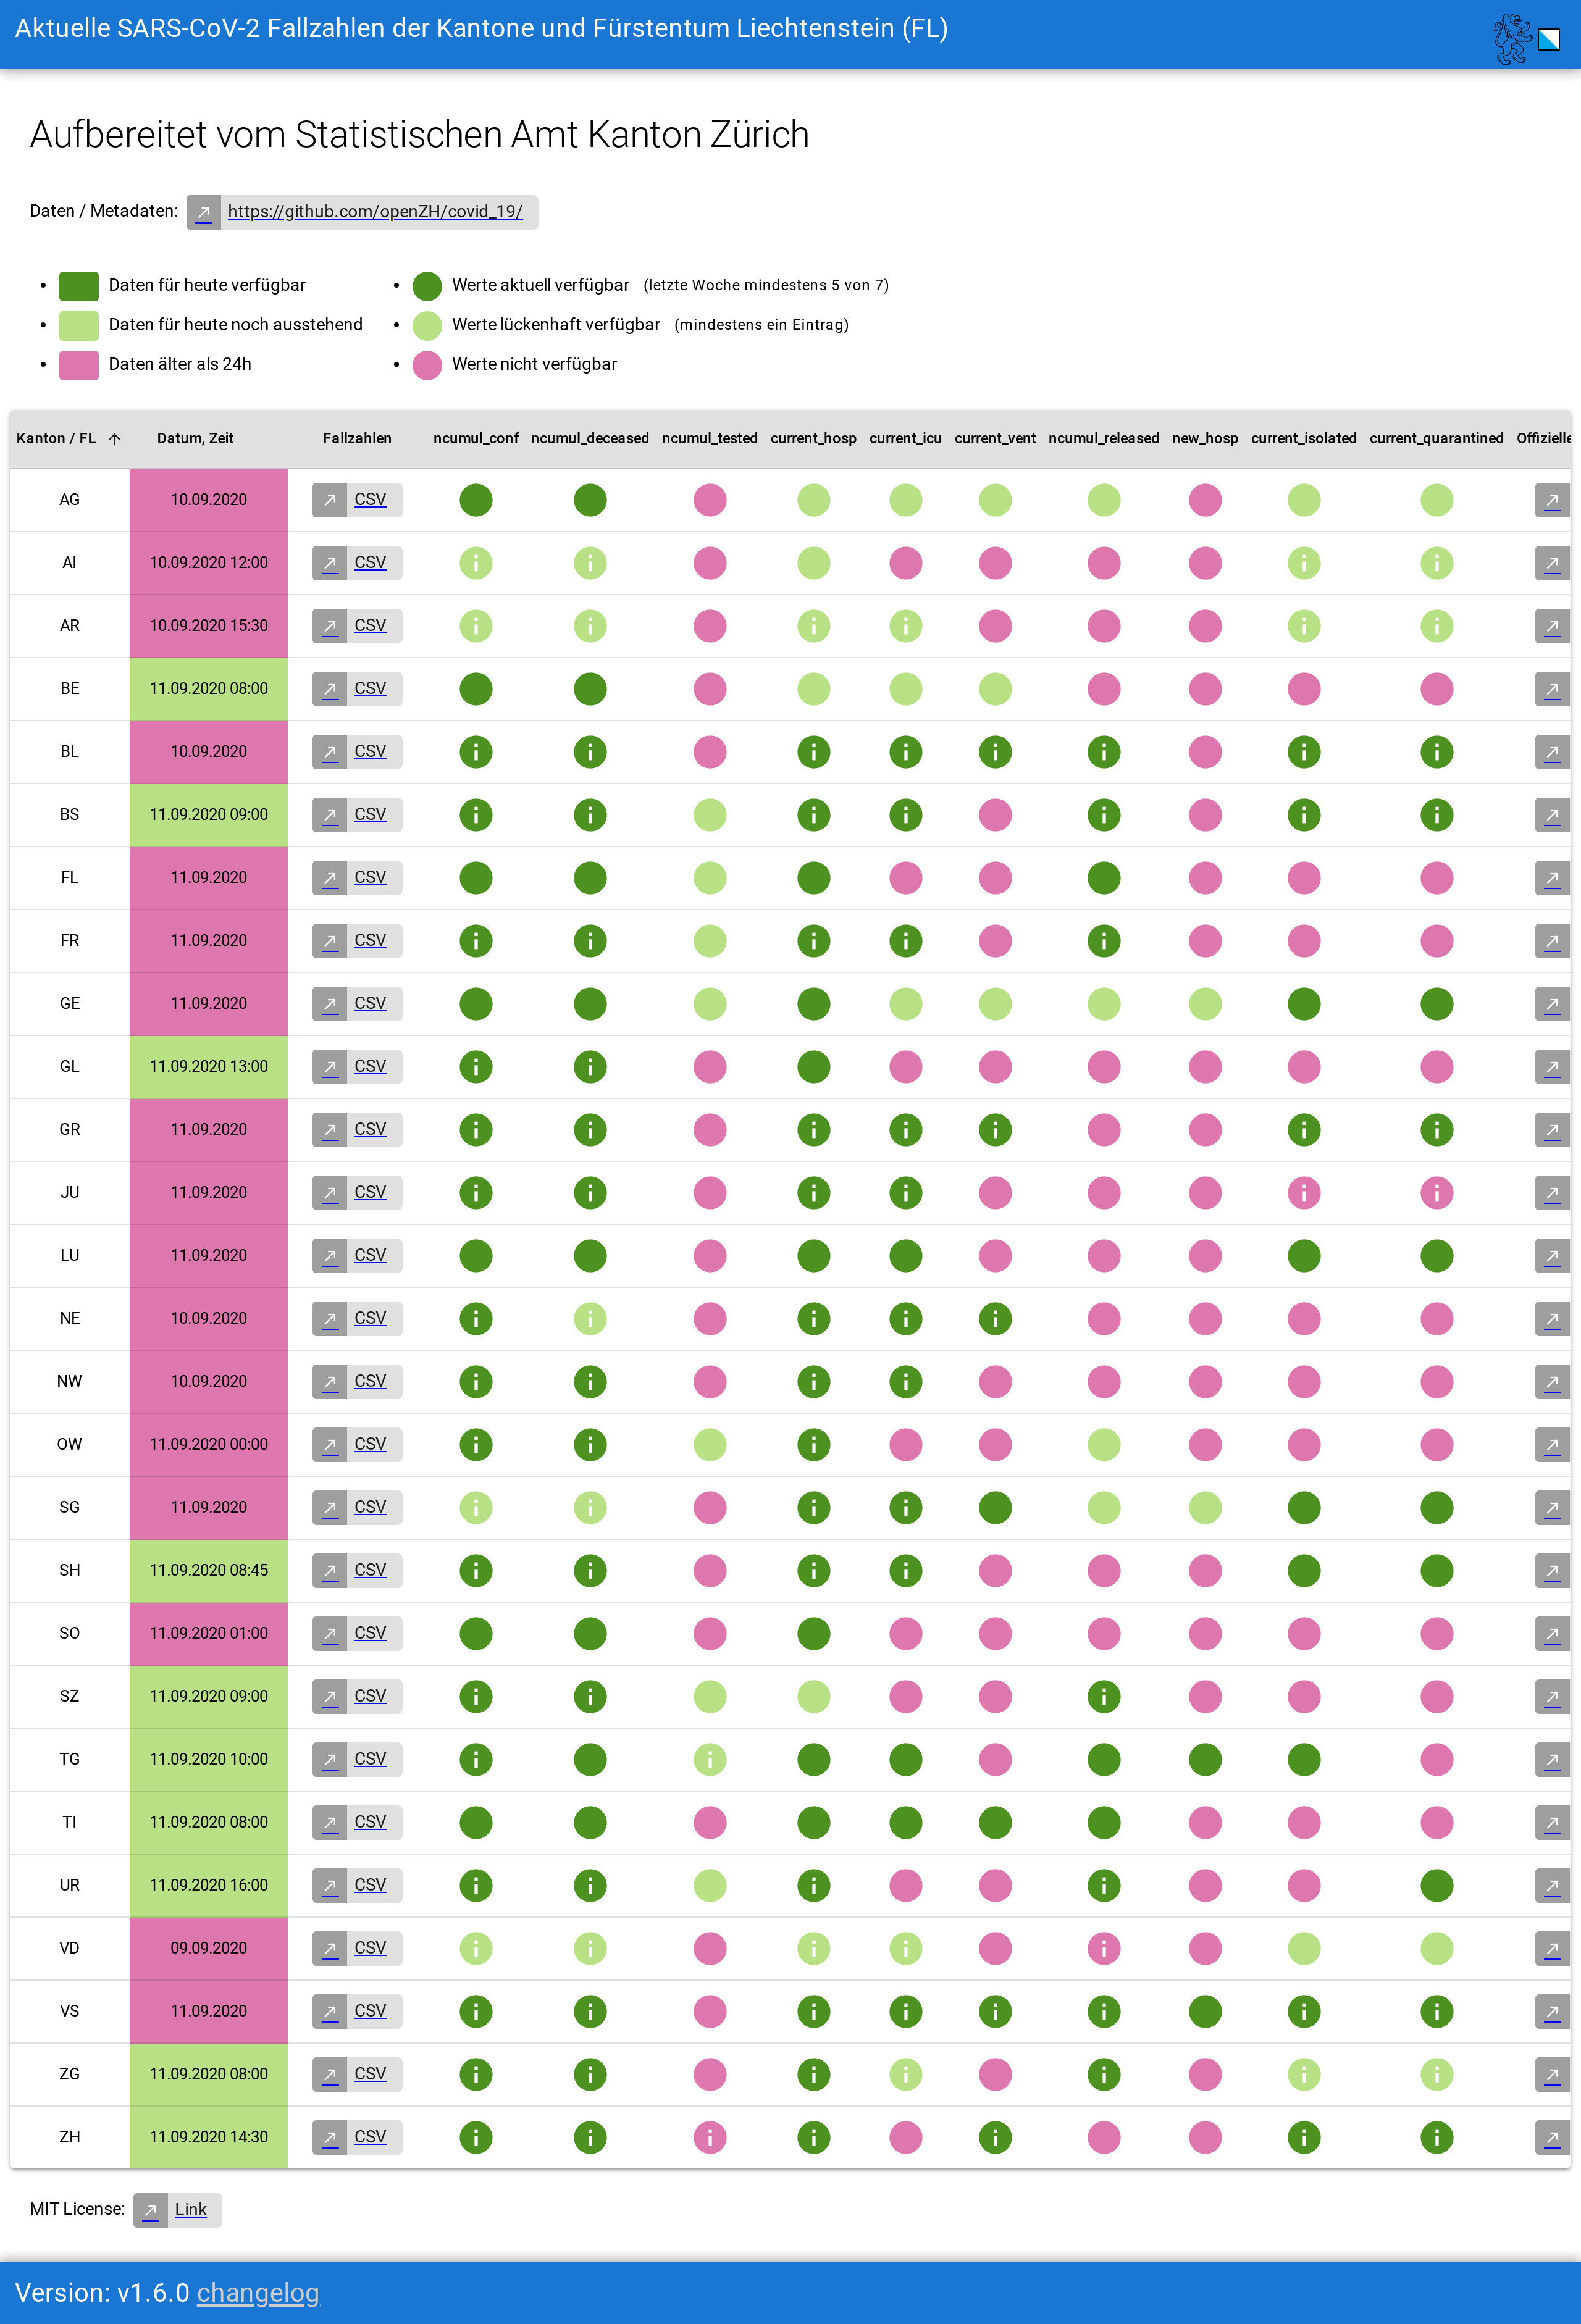 Aktuelle SARS-CoV-2 Fallzahlen der Kantone und Fürstentum Liechtenstein (FL)
Aufbereitet vom Statistischen Amt Kanton Zürich
Daten / Metadaten: https://github.com/openZH/covid_19/
Daten für heute verfügbar
Daten für heute noch ausstehend
Daten älter als 24h
Werte aktuell verfügbar (letzte Woche mindestens 5 von 7)
Werte lückenhaft verfügbar (mindestens ein Eintrag)
Werte nicht verfügbar
Kanton / FL Datum, Zeit Fallzahlen ncumul_conf ncumul_deceased ncumul_tested current_hosp current_icu current_vent ncumul_released new_hosp current_isolated current_quarantined Offizielle
AG 10.09.2020 CSV
AI 10.09.2020 12:00 CSV
AR 10.09.2020 15:30 CSV
BE 11.09.2020 08:00 CSV
BL 10.09.2020 CSV
BS 11.09.2020 09:00 CSV
FL 11.09.2020 CSV
FR 11.09.2020 CSV
GE 11.09.2020 CSV
GL 11.09.2020 13:00 CSV
GR 11.09.2020 CSV
JU 11.09.2020 CSV
LU 11.09.2020 CSV
NE 10.09.2020 CSV
NW 10.09.2020 CSV
OW 11.09.2020 00:00 CSV
SG 11.09.2020 CSV
SH 11.09.2020 08:45 CSV
SO 11.09.2020 01:00 CSV
SZ 11.09.2020 09:00 CSV
TG 11.09.2020 10:00 CSV
TI 11.09.2020 08:00 CSV
UR 11.09.2020 16:00 CSV
VD 09.09.2020 CSV
VS 11.09.2020 CSV
ZG 11.09.2020 08:00 CSV
ZH 11.09.2020 14:30 CSV
MIT License: Link
Version: v1.6.0 changelog